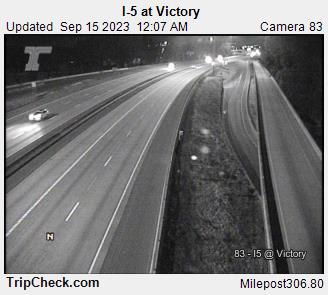 I-5 at Victory
Updated Sep 15 2023 12:07 AM Camera 83
T
N
83 - I5 @ Victory
TripCheck.com Milepost306.80